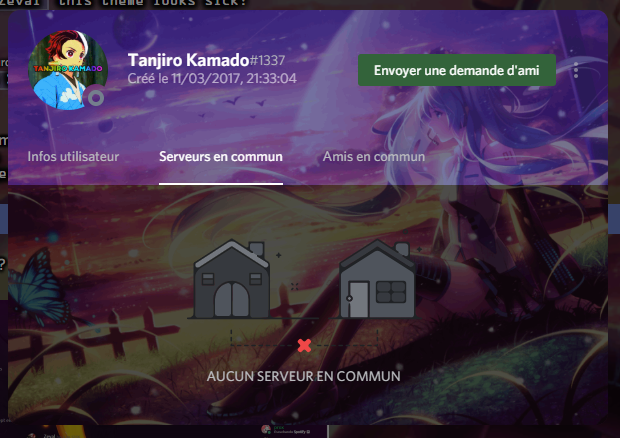 Zeval this theme looks sick!
TANJIRO KAMADO
Tanjiro Kamado#1337
Créé le 11/03/2017, 21:33:04
Envoyer une demande d'ami
Infos utilisateur
Serveurs en commun
Amis en commun
?
AUCUN SERVEUR EN COMMUN
Zeval